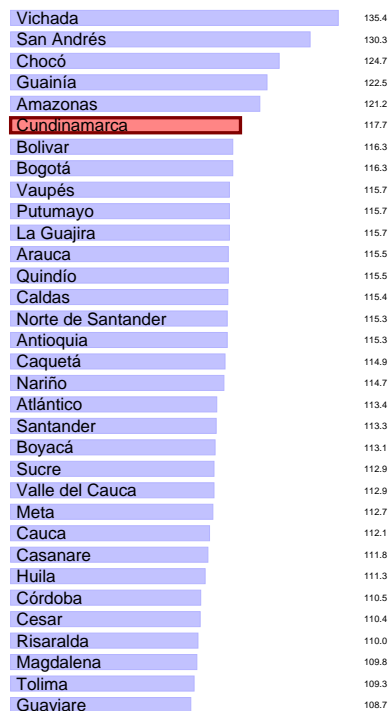 Vichada 135.4
San Andrés 130.3
Chocó 124.7
Guainía 122.5
Amazonas 121.2
Cundinamarca 117.7
Bolivar 116.3
Bogotá 116.3
Vaupés 115.7
Putumayo 115.7
La Guajira 115.7
Arauca 115.5
Quindío 115.5
Caldas 115.4
Norte de Santander 115.3
Antioquia 115.3
Caquetá 114.9
Nariño 114.7
Atlántico 113.4
Santander 113.3
Boyacá 113.1
Sucre 112.9
Valle del Cauca 112.9
Meta 112.7
Cauca 112.1
Casanare 111.8
Huila 111.3
Córdoba 110.5
Cesar 110.4
Risaralda 110.0
Magdalena 109.8
Tolima 109.3
Guaviare 108.7